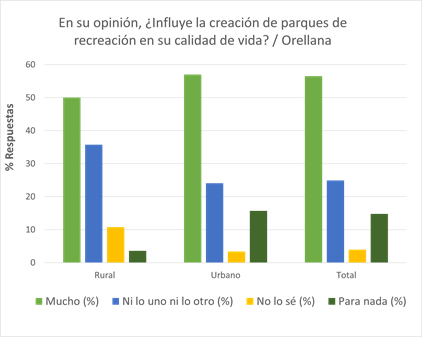 En su opinión, ¿Influye la creación de parques de
recreación en su calidad de vida? / Orellana
% Respuestas
60
50
40
30
20
10
0
Rural Urbano Total
Mucho (%) Ni lo uno ni lo otro (%) No lo sé (%) Para nada (%)